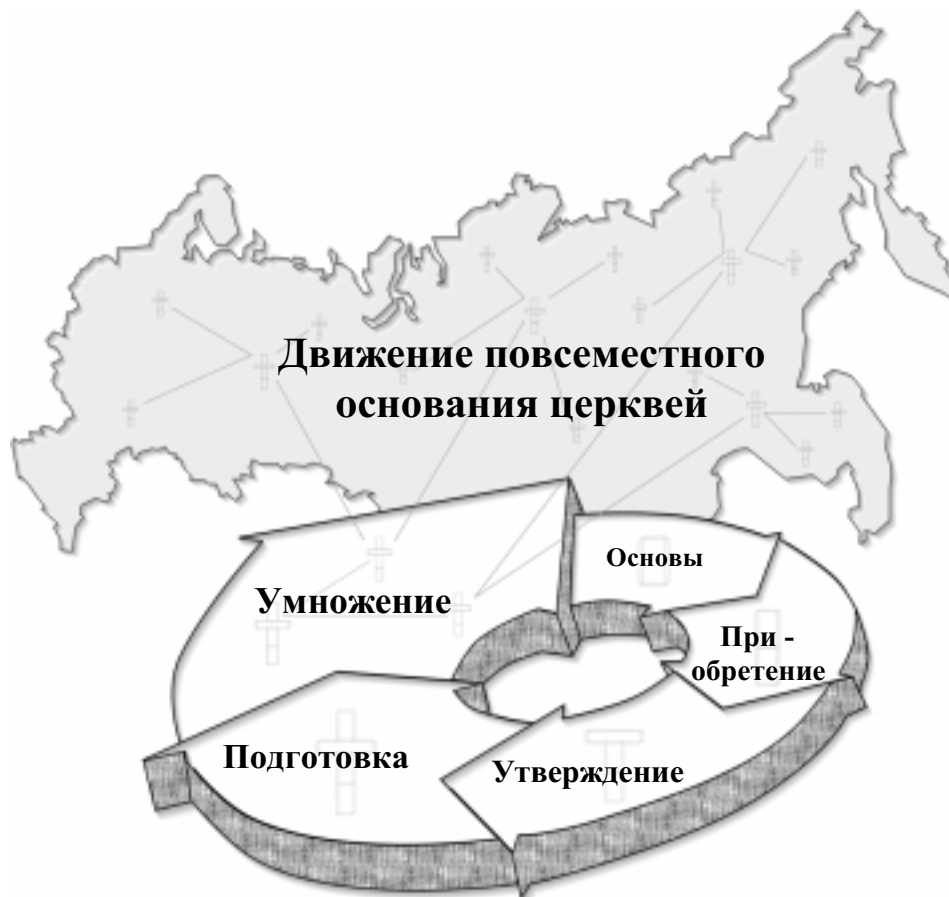 Движение повсеместного
основания церквей
Основы
При -
обретение
Утверждение
Подготовка
Умножение